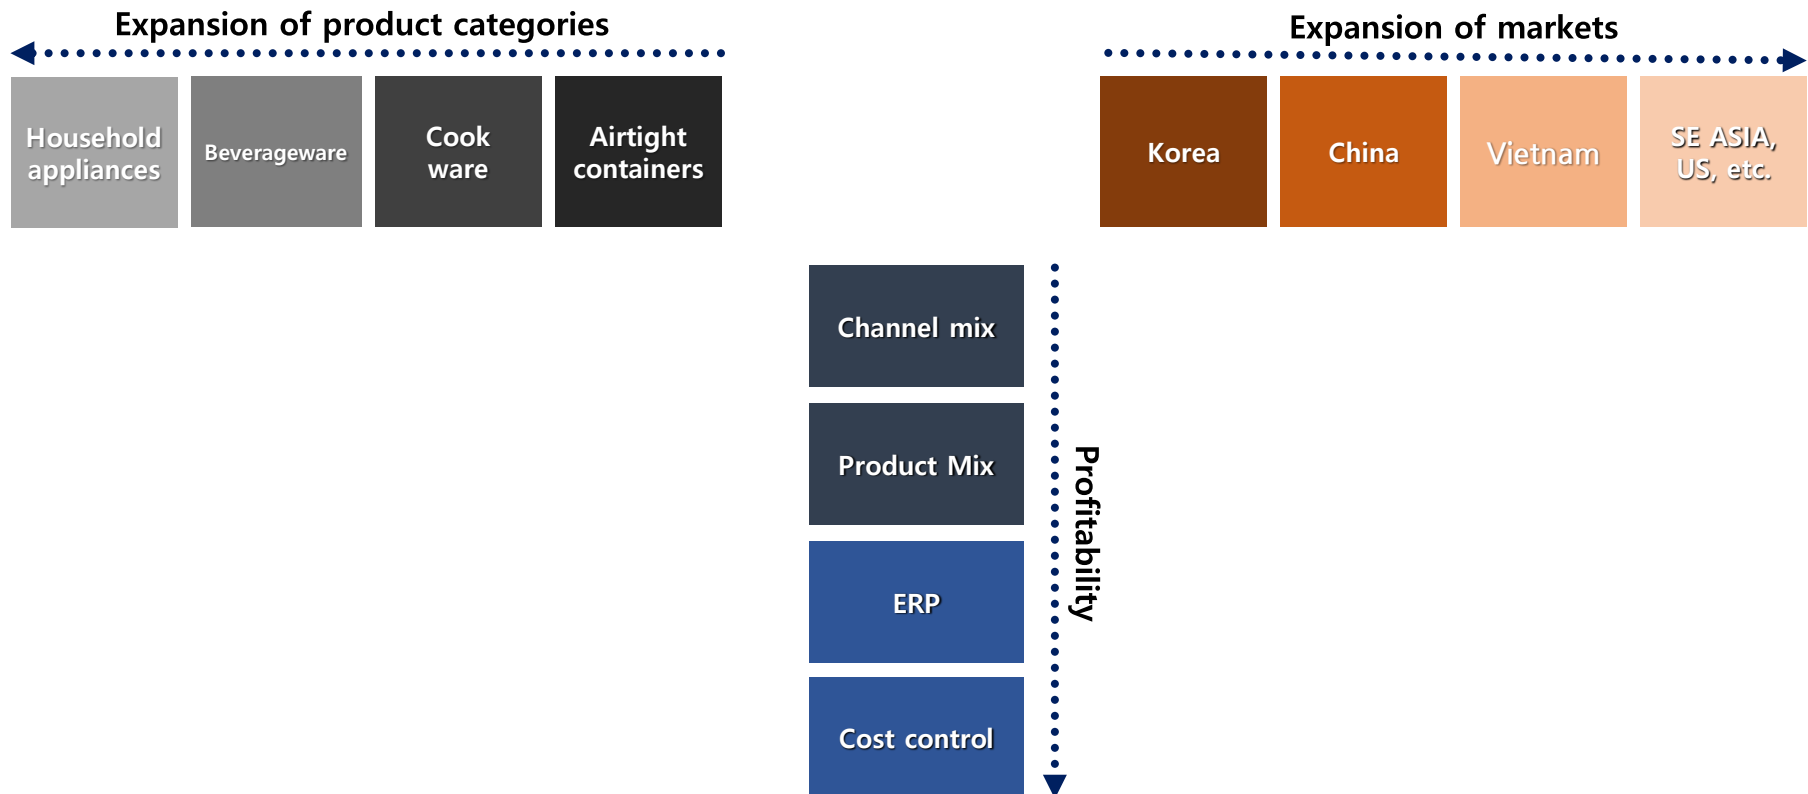 Expansion of product categories
Household
appliances
Beverageware
Cook
ware
Airtight
containers
Expansion of markets
Korea
China
Vietnam
SE ASIA,
US, etc.
Channel mix
Product Mix
ERP
Cost control
Profitability